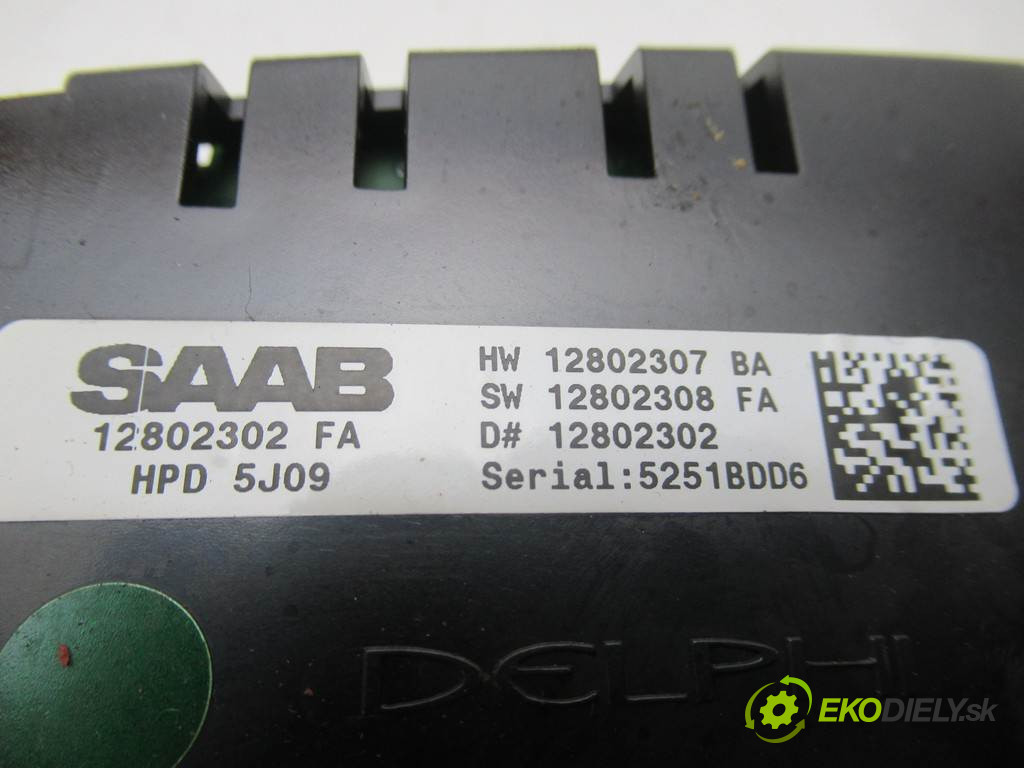 SAAB
12802302 FA
HPD 5J09
HW 12802307 BA
SW 12802308 FA
D# 12802302
Serial:5251BDD6
DELPHI
EKODIELY.sk